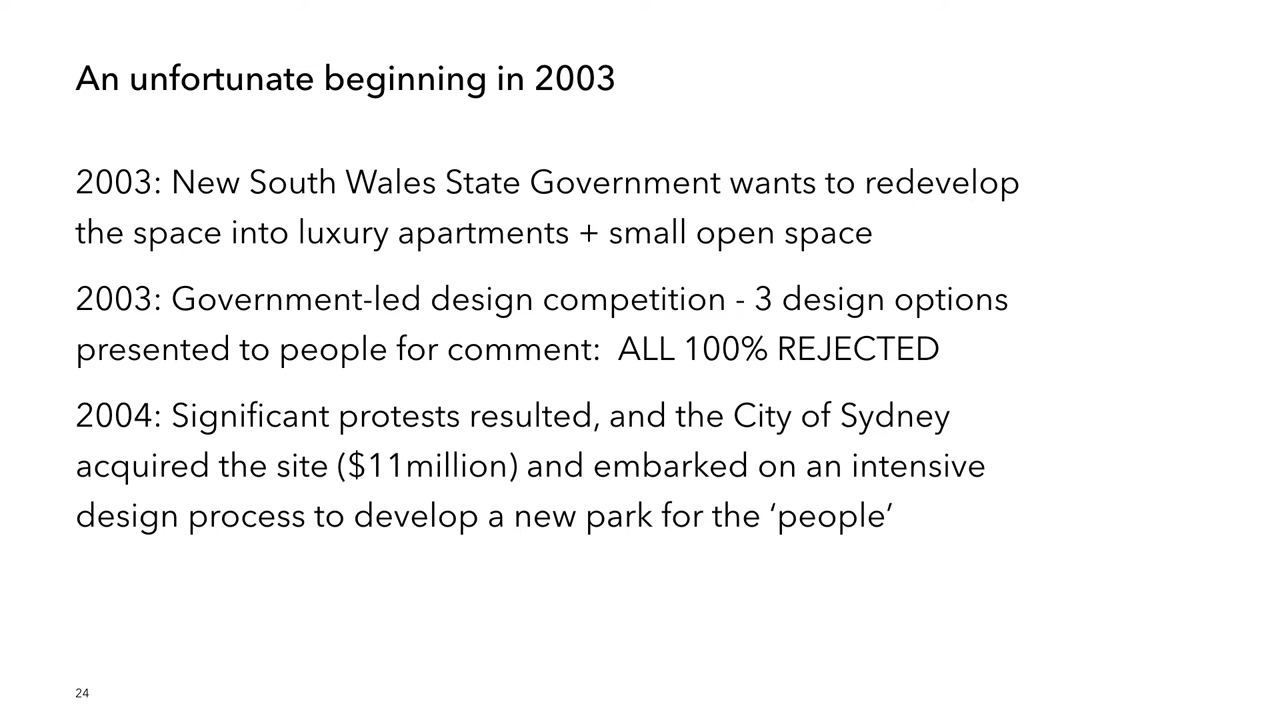 An unfortunate beginning in 2003
2003: New South Wales State Government wants to redevelop
the space into luxury apartments + small open space
2003: Government-led design competition - 3 design options
presented to people for comment:  ALL 100% REJECTED
2004: Significant protests resulted, and the City of Sydney
acquired the site ($11million) and embarked on an intensive
design process to develop a new park for the ‘people’
24